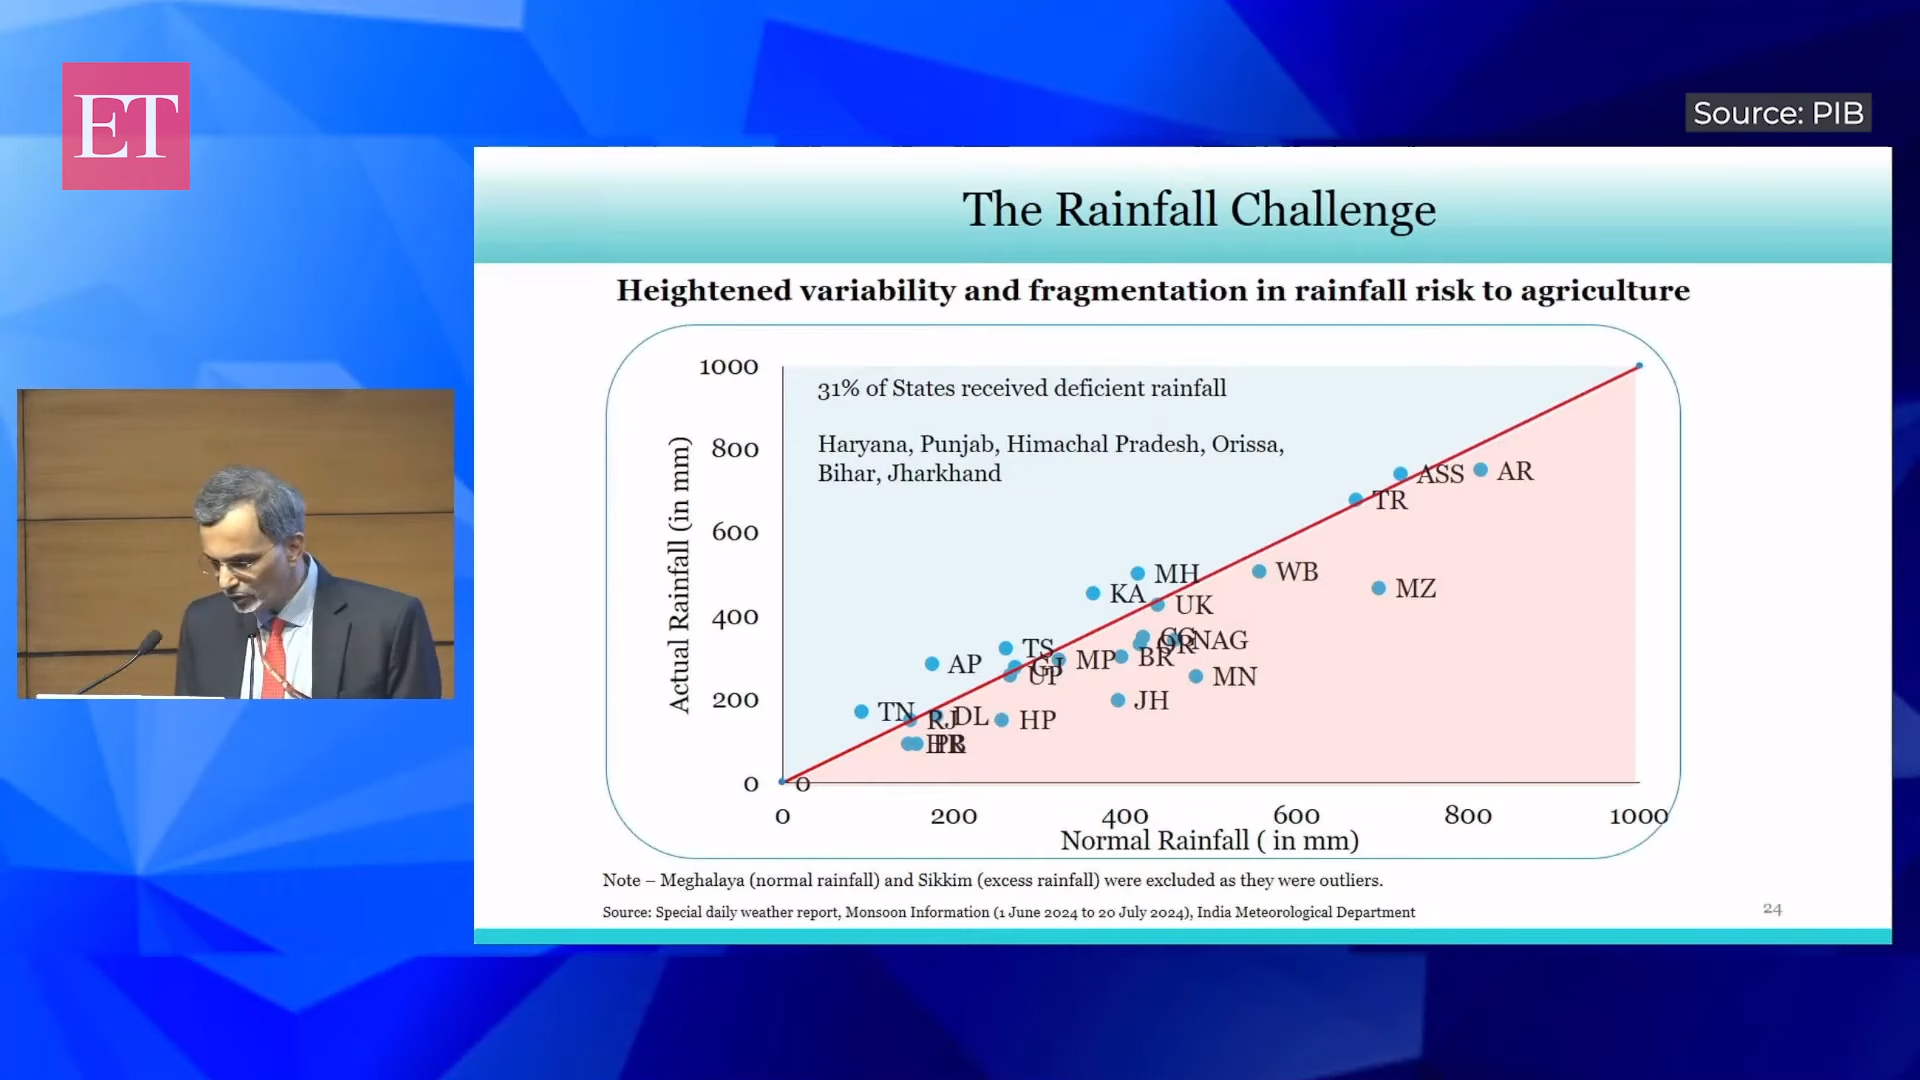 ET
Source: PIB
The Rainfall Challenge
Heightened variability and fragmentation in rainfall risk to agriculture
31% of States received deficient rainfall
Haryana, Punjab, Himachal Pradesh, Orissa,
Bihar, Jharkhand
Actual Rainfall (in mm)
1000
800
600
400
200
0
ASS
AR
TR
MH
WB
KA
MZ
UK
TS
CG
OR
NAG
AP
GJ
UP
MP
BR
MN
JH
TN
RJ
DL
HP
HR
PB
0
0
200
400
600
800
1000
Normal Rainfall ( in mm)
Note – Meghalaya (normal rainfall) and Sikkim (excess rainfall) were excluded as they were outliers.
Source: Special daily weather report, Monsoon Information (1 June 2024 to 20 July 2024), India Meteorological Department
24